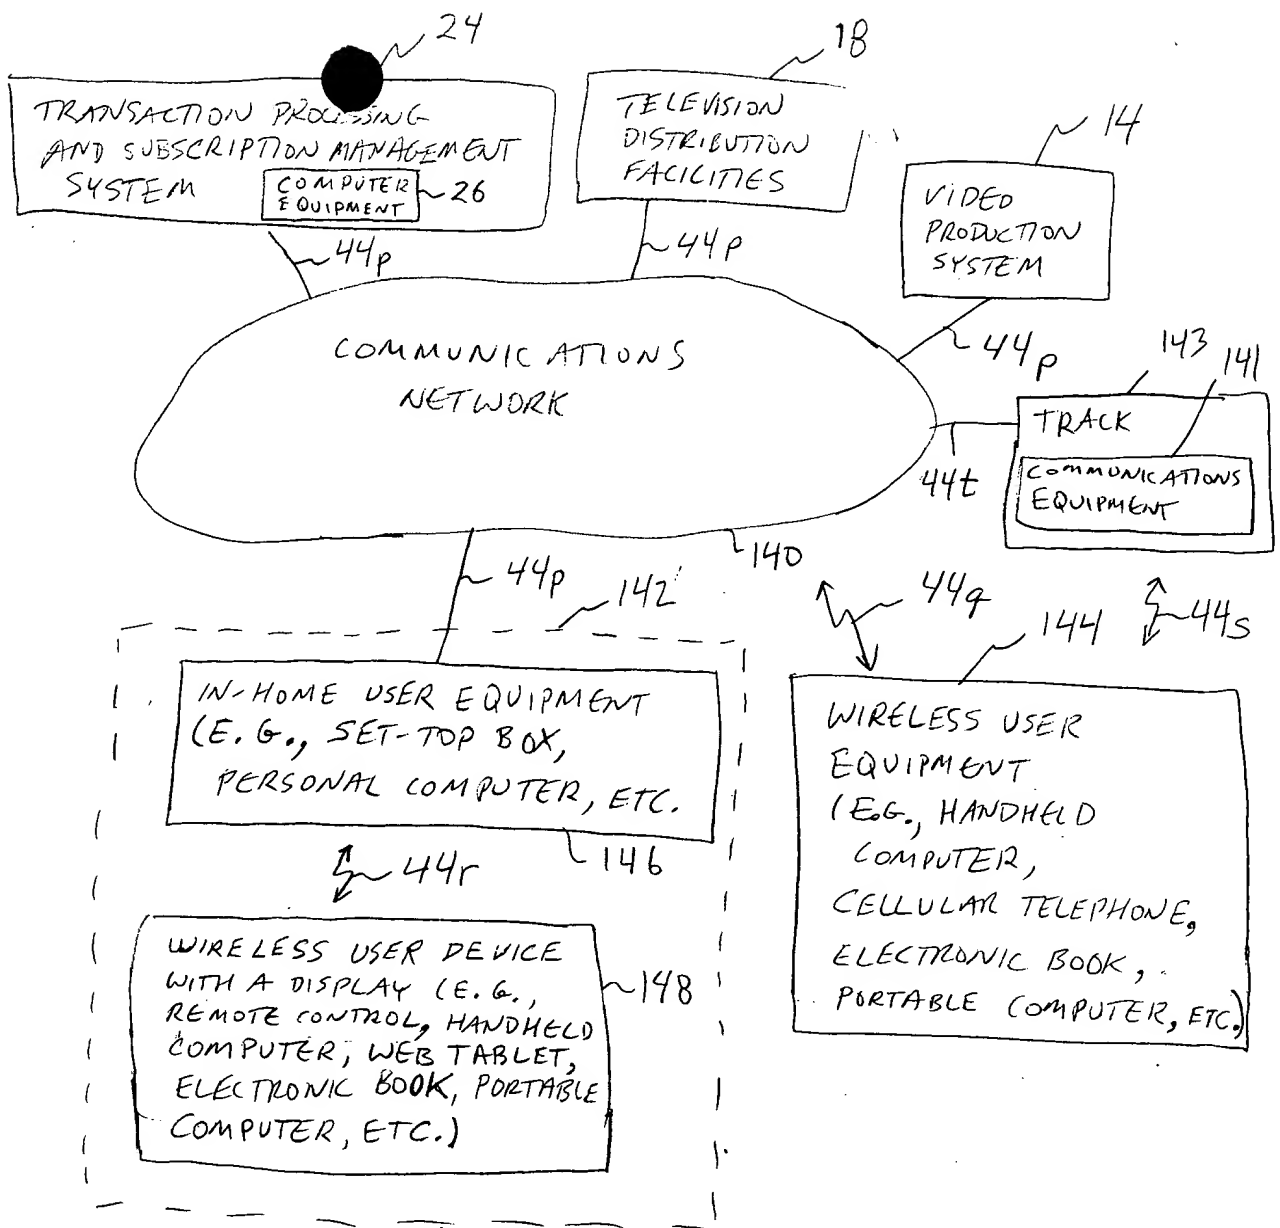 24
18
TRANSACTION PROCESSING
AND SUBSCRIPTION MANAGEMENT
SYSTEM
COMPUTER
EQUIPMENT
26
TELEVISION
DISTRIBUTION
FACILITIES
14
VIDEO
PRODUCTION
SYSTEM
44p
44p
44p
COMMUNICATIONS
NETWORK
143
141
TRACK
COMMUNICATIONS
EQUIPMENT
44t
140
44p
142
44q
144
44s
IN-HOME USER EQUIPMENT
(E.G., SET-TOP BOX,
PERSONAL COMPUTER, ETC.
146
44r
WIRELESS USER DEVICE
WITH A DISPLAY (E.G.,
REMOTE CONTROL, HANDHELD
COMPUTER, WEB TABLET,
ELECTRONIC BOOK, PORTABLE
COMPUTER, ETC.)
148
WIRELESS USER
EQUIPMENT
(E.G., HANDHELD
COMPUTER,
CELLULAR TELEPHONE,
ELECTRONIC BOOK,
PORTABLE COMPUTER, ETC.)